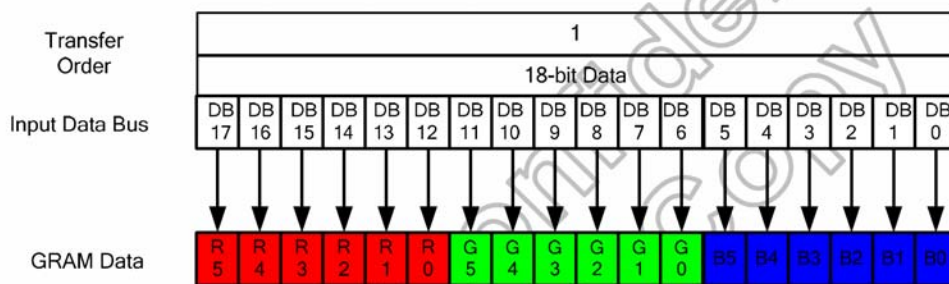 Transfer Order
1
18-bit Data
Input Data Bus
DB 17 DB 16 DB 15 DB 14 DB 13 DB 12 DB 11 DB 10 DB 9 DB 8 DB 7 DB 6 DB 5 DB 4 DB 3 DB 2 DB 1 DB 0
GRAM Data
R 5 R 4 R 3 R 2 R 1 R 0 G 5 G 4 G 3 G 2 G 1 G 0 B5 B4 B3 B2 B1 B0
Copy